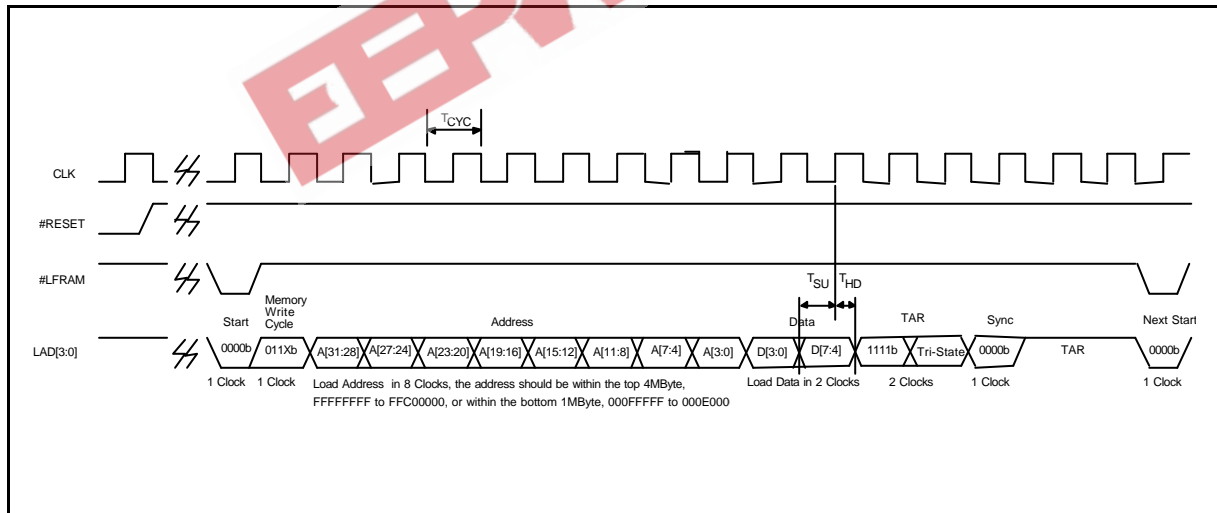 EEPW
TCYC
CLK
#RESET
#LFRAM
TSU THD
Start
Memory
Write
Cycle
Address
Data
TAR
Sync
Next Start
LAD[3:0]
0000b 011Xb A[31:28] A[27:24] A[23:20] A[19:16] A[15:12] A[11:8] A[7:4] A[3:0] D[3:0] D[7:4] 1111b Tri-State 0000b TAR 0000b
1 Clock 1 Clock Load Address in 8 Clocks, the address should be within the top 4MByte, Load Data in 2 Clocks 2 Clocks 1 Clock 1 Clock
FFFFFFFF to FFC00000, or within the bottom 1MByte, 000FFFFF to 000E000